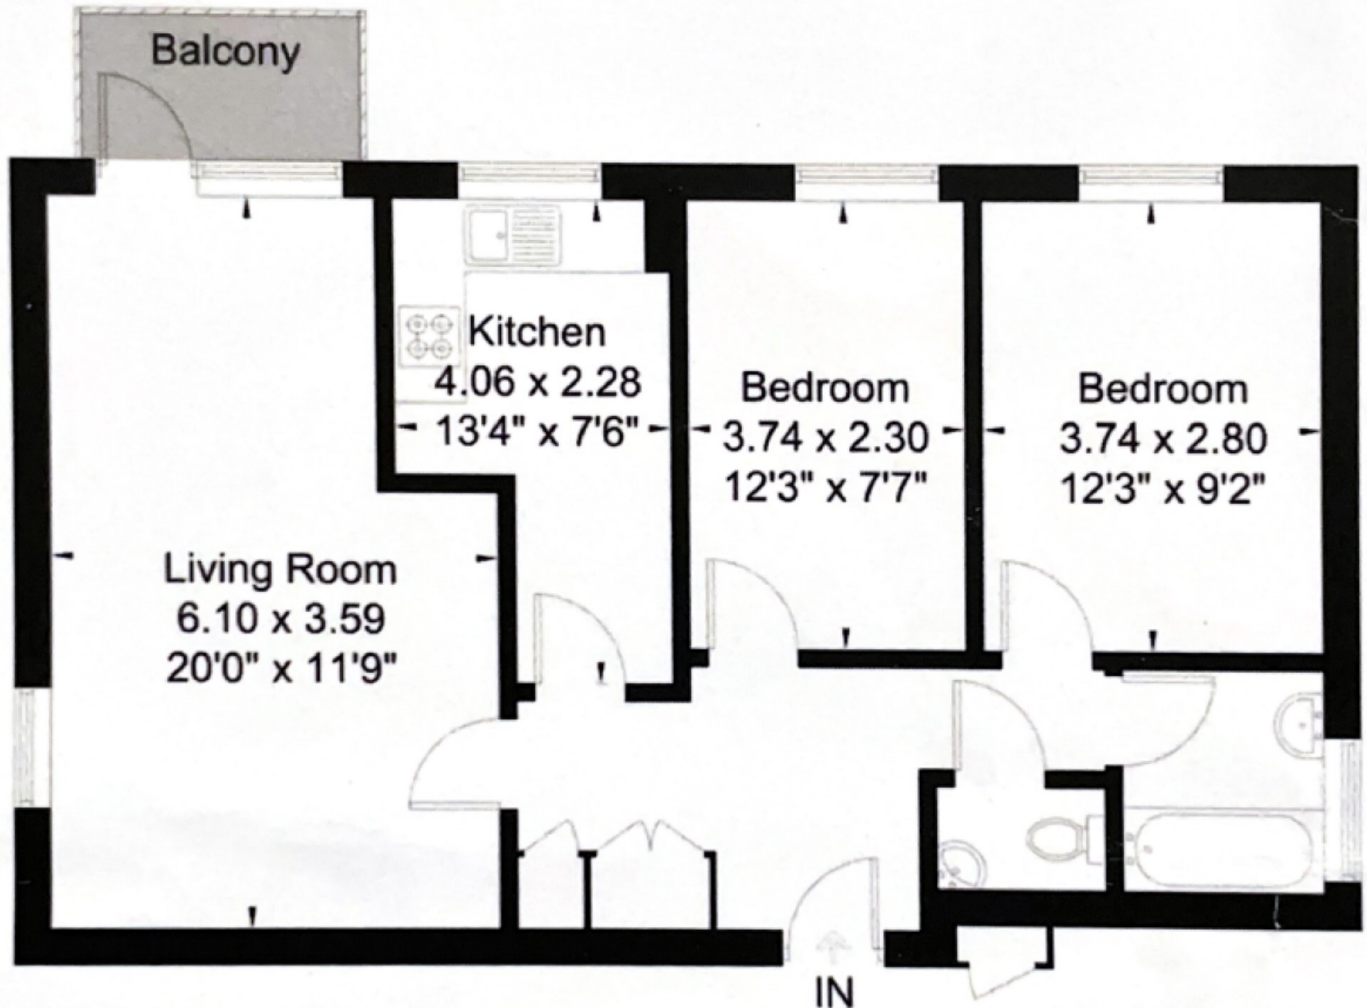 Balcony
Kitchen
4.06 x 2.28
13'4" x 7'6"
Bedroom
3.74 x 2.30
12'3" x 7'7"
Bedroom
3.74 x 2.80
12'3" x 9'2"
Living Room
6.10 x 3.59
20'0" x 11'9"
IN